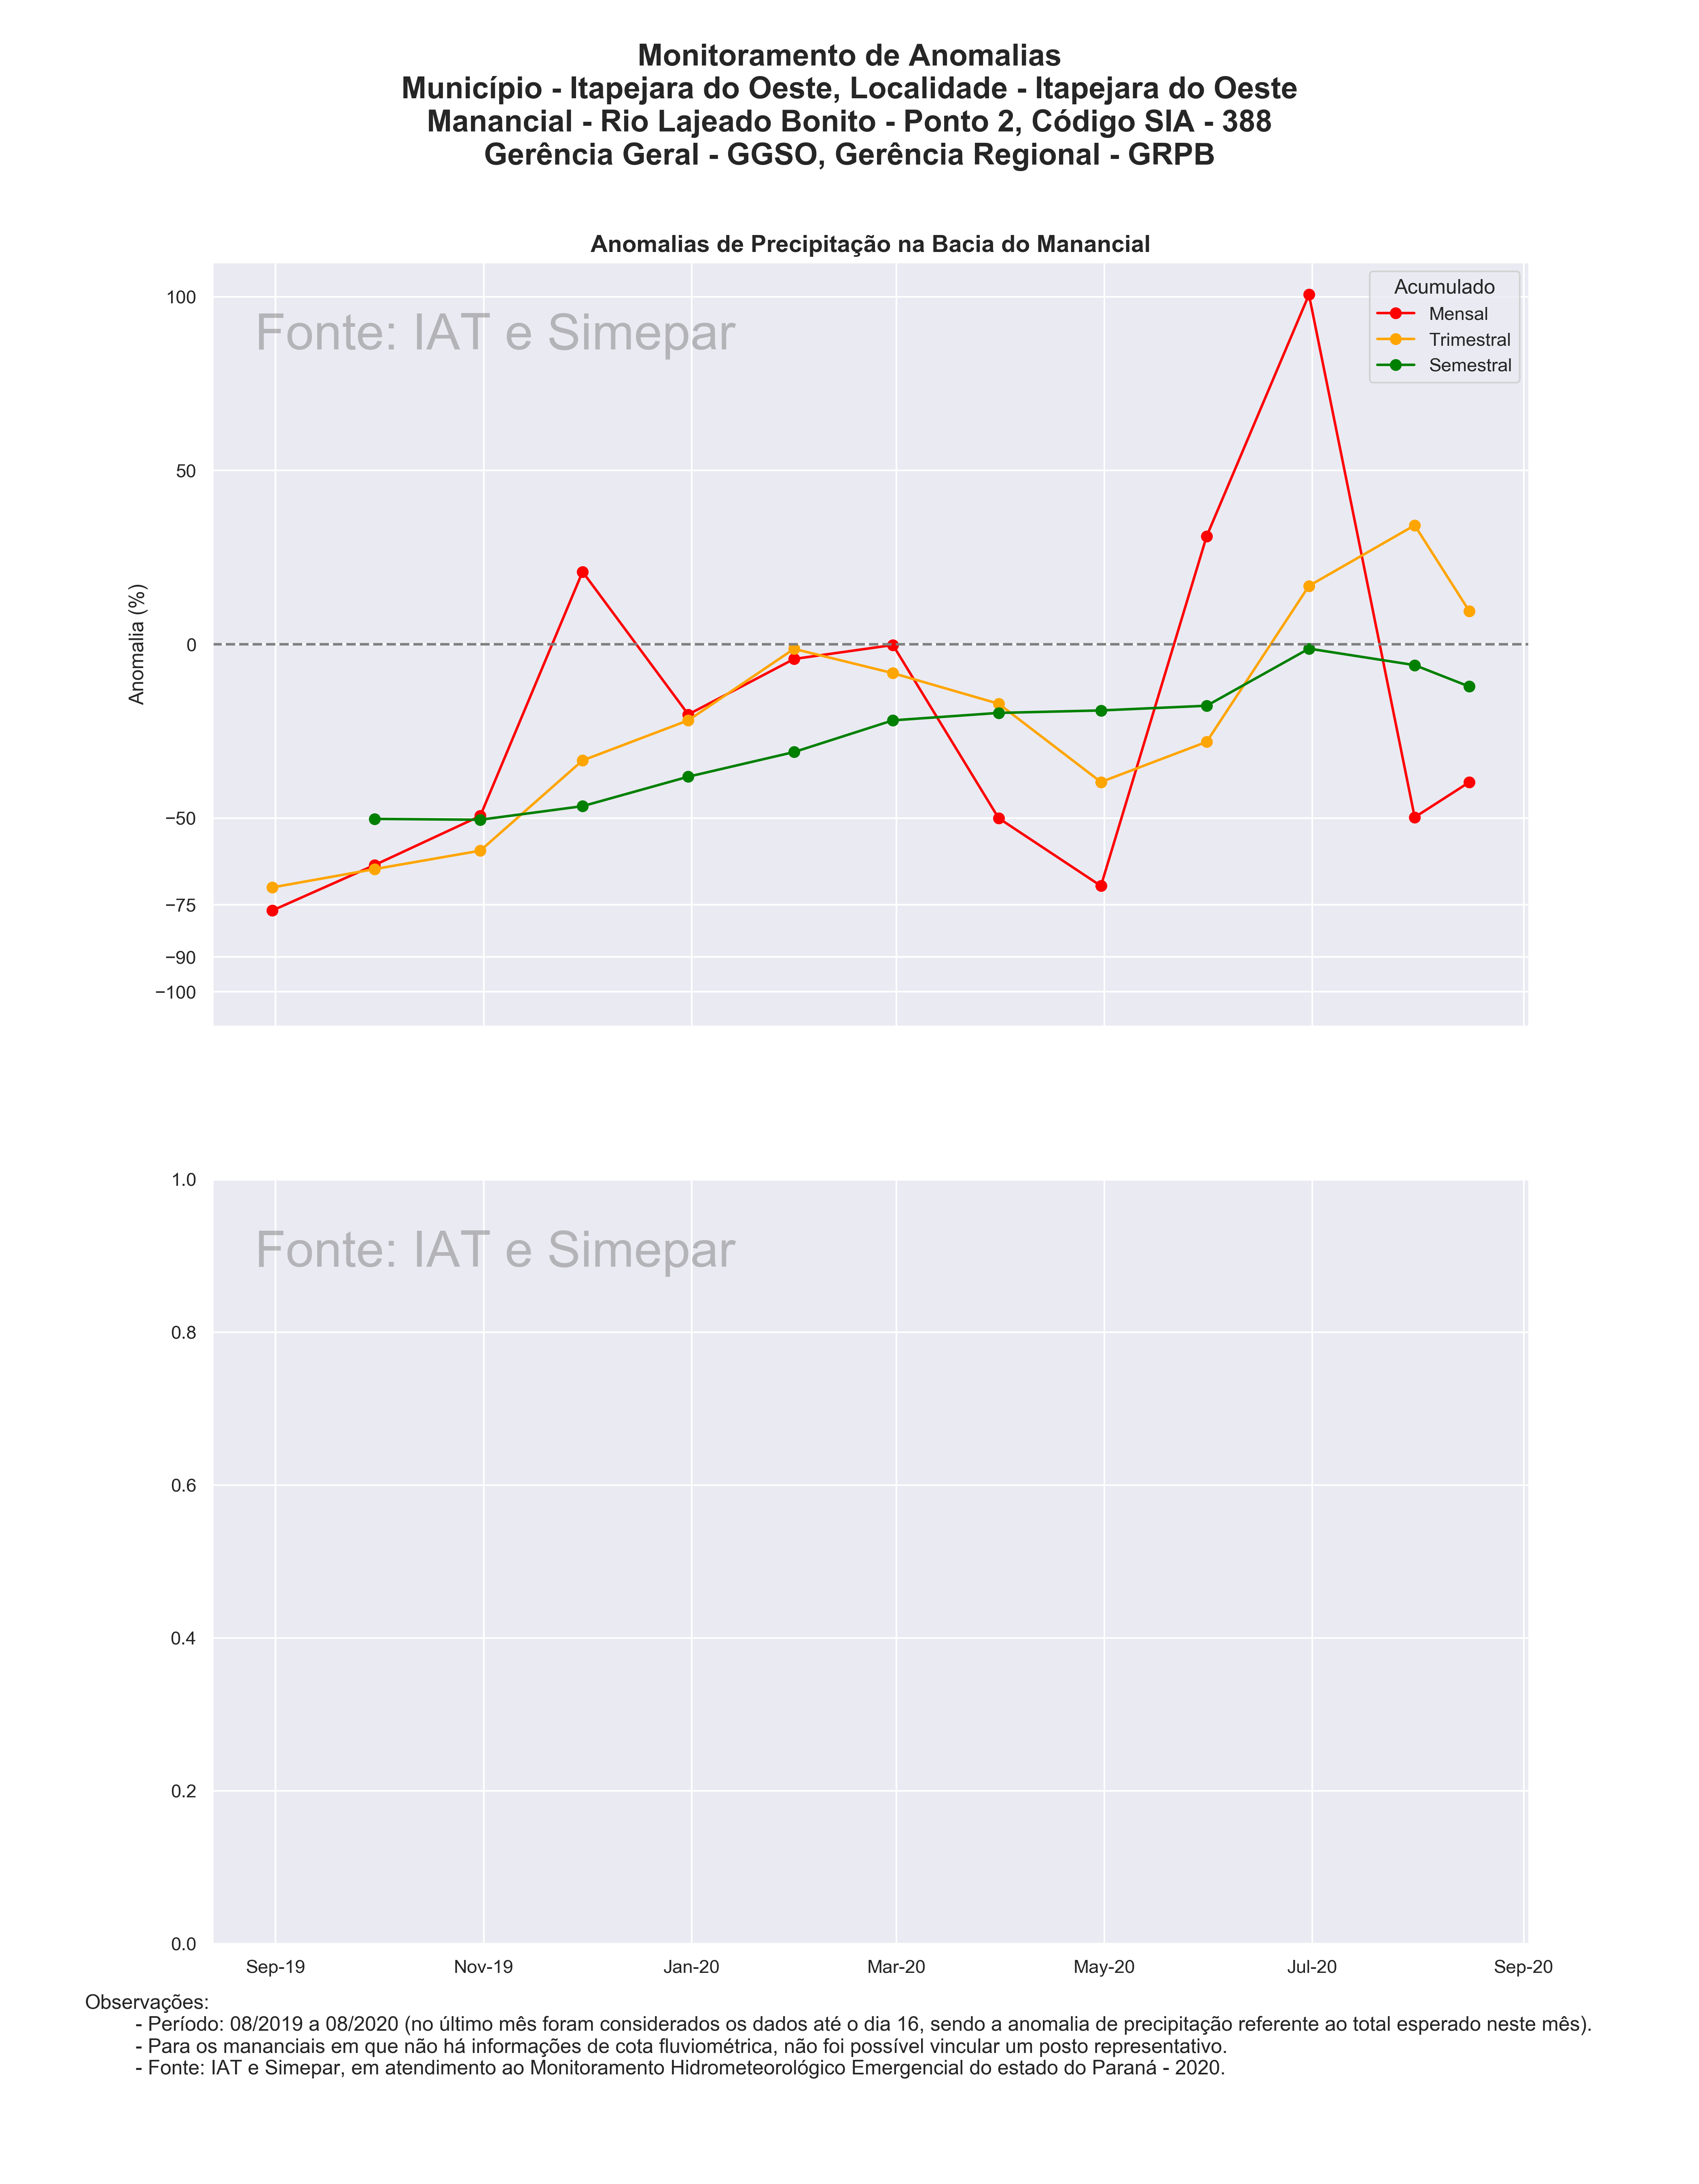 Monitoramento de Anomalias
Município - Itapejara do Oeste, Localidade - Itapejara do Oeste
Manancial - Rio Lajeado Bonito - Ponto 2, Código SIA - 388
Gerência Geral - GGSO, Gerência Regional - GRPB
Anomalias de Precipitação na Bacia do Manancial
Fonte: IAT e Simepar
Acumulado
Mensal
Trimestral
Semestral
Anomalia (%)
100
50
0
−50
−75
−90
−100
Fonte: IAT e Simepar
1.0
0.8
0.6
0.4
0.2
0.0
Sep-19 Nov-19 Jan-20 Mar-20 May-20 Jul-20 Sep-20
Observações:
- Período: 08/2019 a 08/2020 (no último mês foram considerados os dados até o dia 16, sendo a anomalia de precipitação referente ao total esperado neste mês).
- Para os mananciais em que não há informações de cota fluviométrica, não foi possível vincular um posto representativo.
- Fonte: IAT e Simepar, em atendimento ao Monitoramento Hidrometeorológico Emergencial do estado do Paraná - 2020.